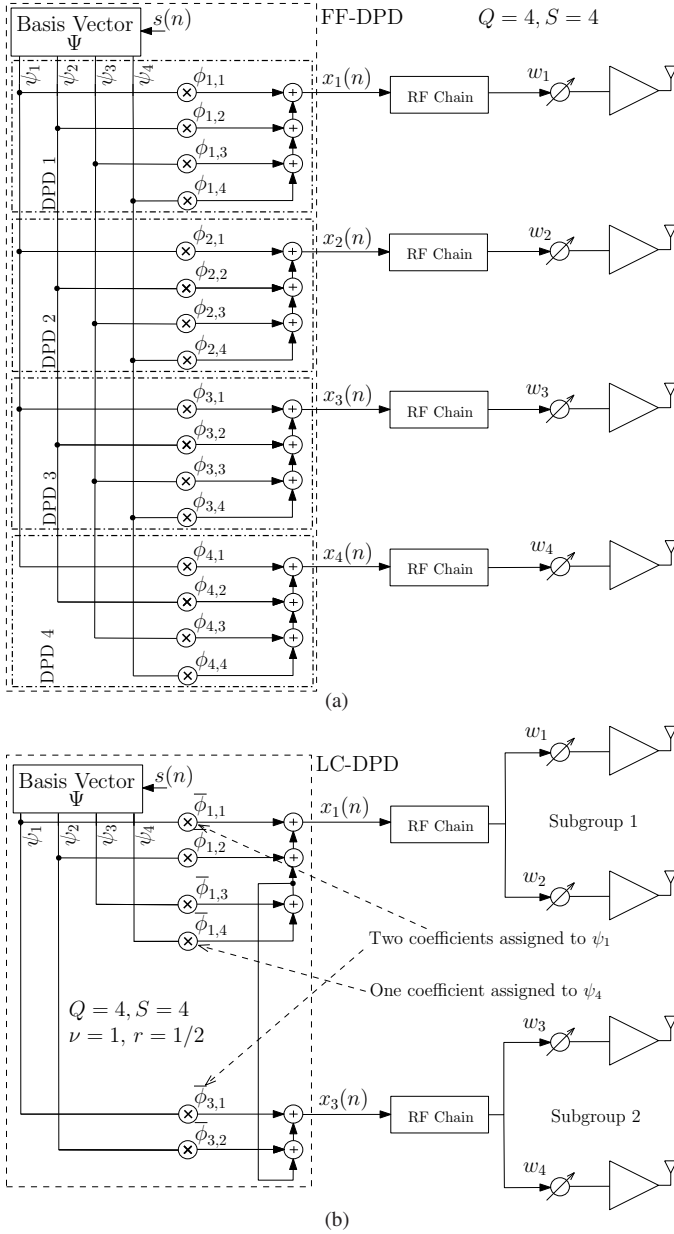 FF-DPD
Q = 4, S = 4
Basis Vector
Ψ
s(n)
ψ1 ψ2 ψ3 ψ4
ϕ1,1
ϕ1,2
ϕ1,3
ϕ1,4
DPD 1
x1(n)
RF Chain
w1
ϕ2,1
ϕ2,2
ϕ2,3
ϕ2,4
DPD 2
x2(n)
RF Chain
w2
ϕ3,1
ϕ3,2
ϕ3,3
ϕ3,4
DPD 3
x3(n)
RF Chain
w3
ϕ4,1
ϕ4,2
ϕ4,3
ϕ4,4
DPD 4
x4(n)
RF Chain
w4
(a)
LC-DPD
Basis Vector
Ψ
s(n)
ψ1 ψ2 ψ3 ψ4
ϕ̅1,1
ϕ̅1,2
ϕ̅1,3
ϕ̅1,4
x1(n)
RF Chain
w1
Subgroup 1
w2
Two coefficients assigned to ψ1
One coefficient assigned to ψ4
Q = 4, S = 4
ν = 1, r = 1/2
ϕ̅3,1
ϕ̅3,2
x3(n)
RF Chain
w3
Subgroup 2
w4
(b)